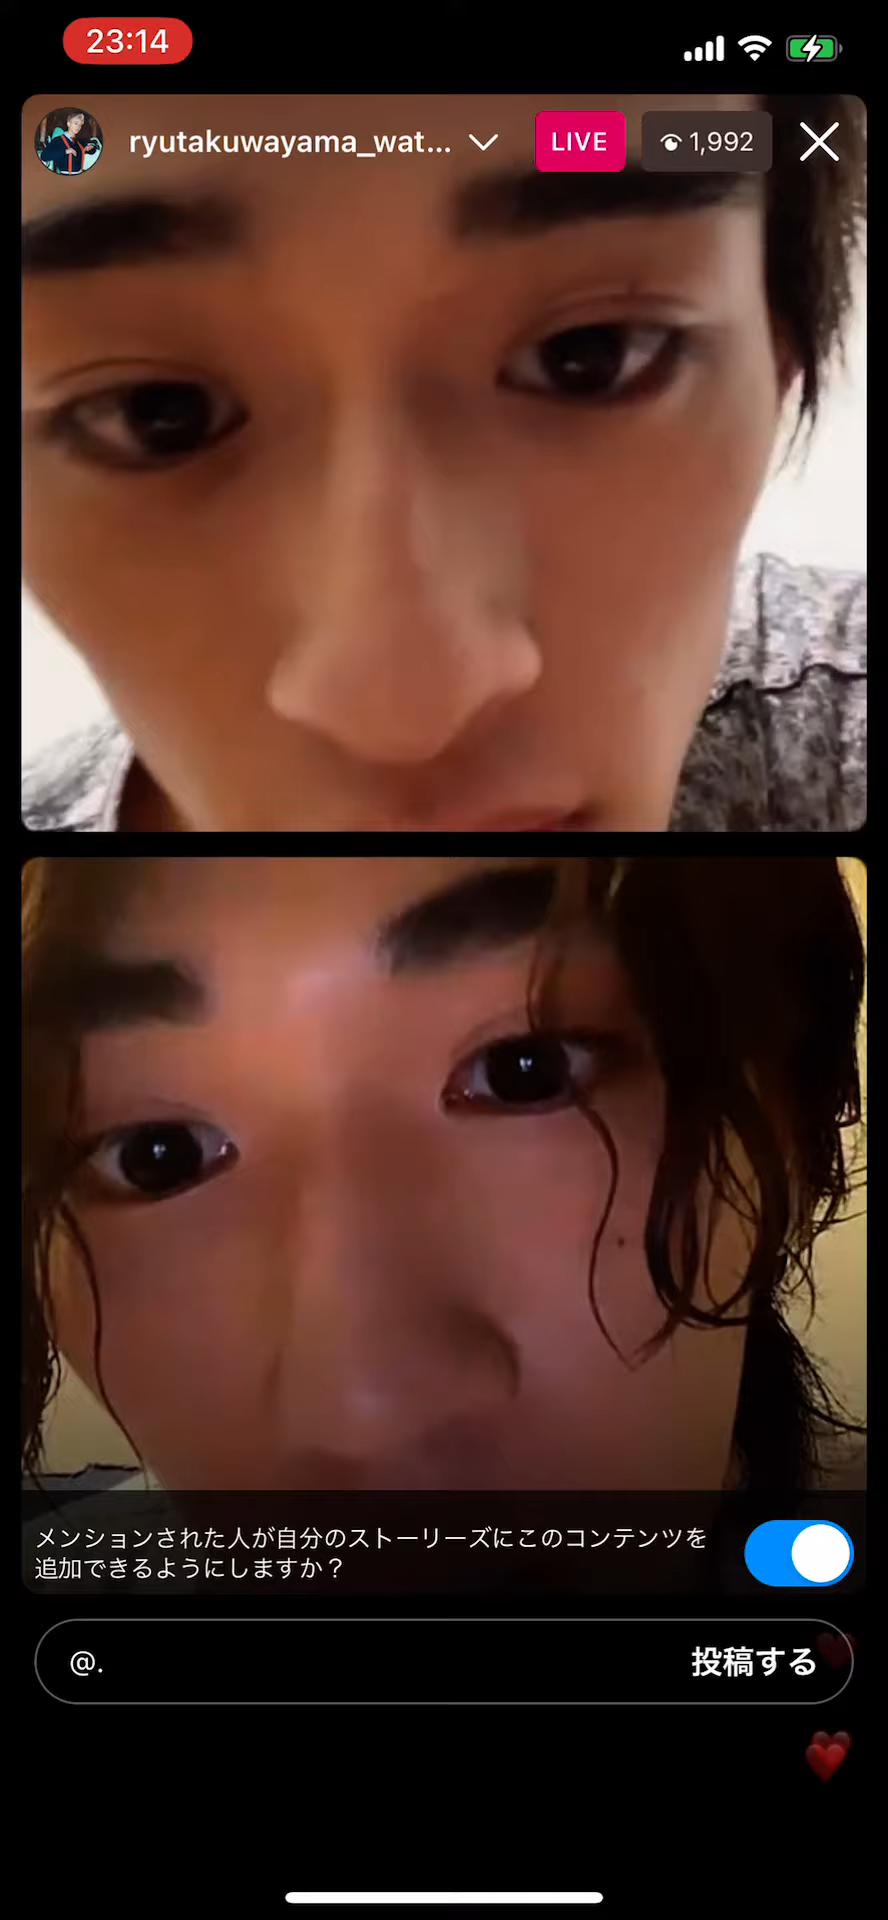 23:14
ryutakuwayama_wat...
LIVE
1,992
メンションされた人が自分のストーリーズにこのコンテンツを
追加できるようにしますか？
@.
投稿する